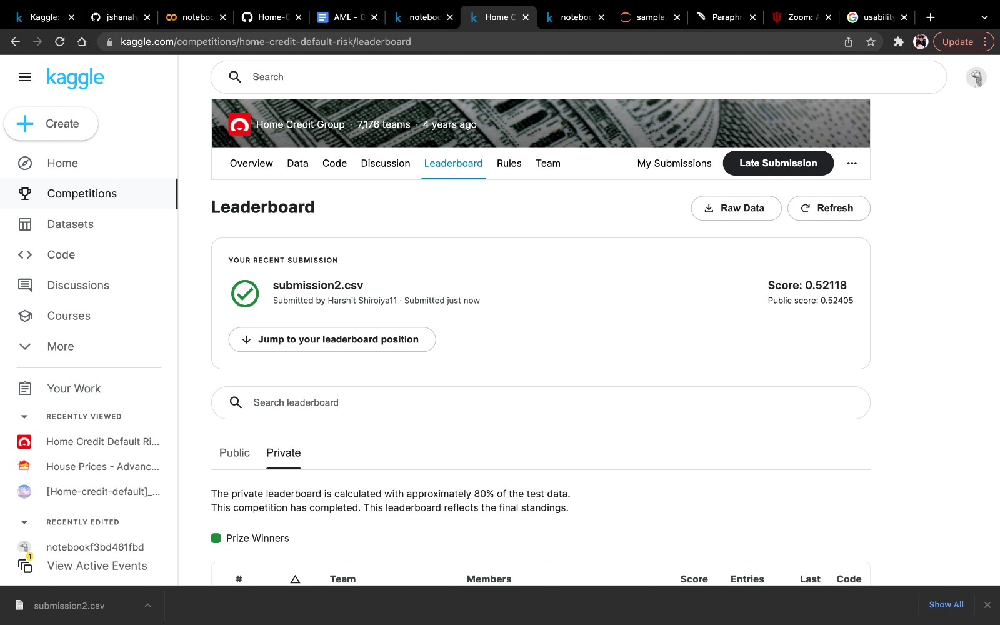 Kaggle:
jshanah
noteboo
Home-C
AML - G
noteboo
Home C
noteboo
sample.
Paraphr
Zoom: A
usability
kaggle.com/competitions/home-credit-default-risk/leaderboard
Update
kaggle
Search
Create
Home
Competitions
Datasets
Code
Discussions
Courses
More
Your Work
RECENTLY VIEWED
Home Credit Default Ri...
House Prices - Advanc...
[Home-credit-default]_...
RECENTLY EDITED
notebookf3bd461fbd
1
View Active Events
Home Credit Group · 7,176 teams · 4 years ago
Overview Data Code Discussion Leaderboard Rules Team My Submissions Late Submission
Leaderboard
Raw Data
Refresh
YOUR RECENT SUBMISSION
submission2.csv
Submitted by Harshit Shiroiya11 · Submitted just now
Score: 0.52118
Public score: 0.52405
Jump to your leaderboard position
Search leaderboard
Public Private
The private leaderboard is calculated with approximately 80% of the test data.
This competition has completed. This leaderboard reflects the final standings.
Prize Winners
# Team Members Score Entries Last Code
submission2.csv
Show All